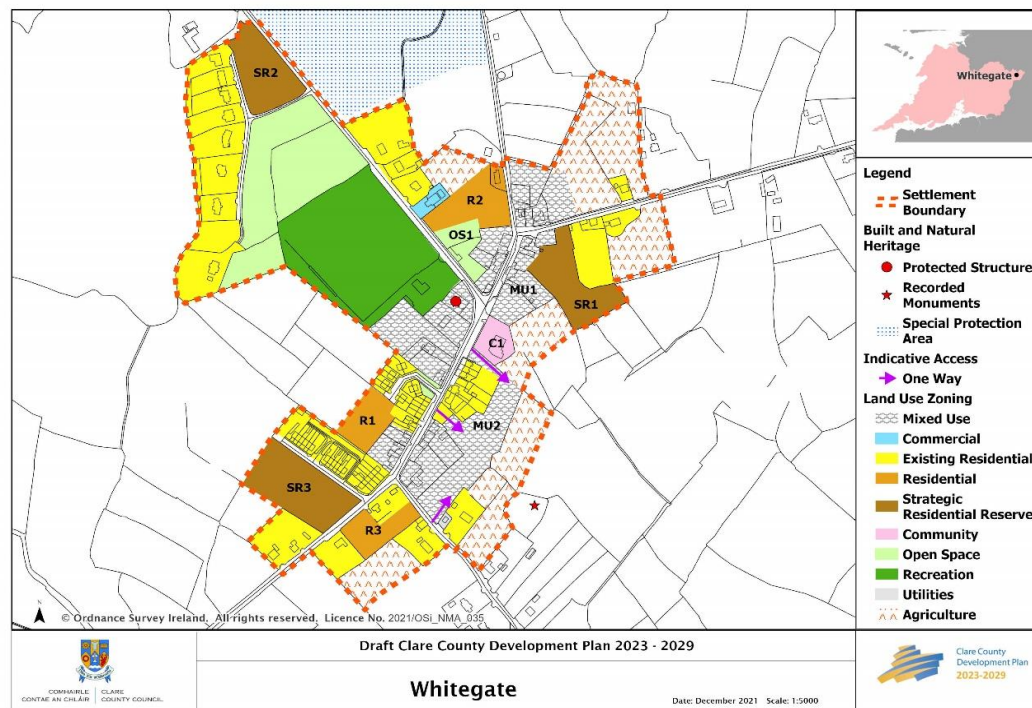 SR2
R2
OS1
MU1
SR1
C1
R1
MU2
SR3
R3
© Ordnance Survey Ireland. All rights reserved. Licence No. 2021/OSi_NMA_035
Whitegate
Legend
Settlement
Boundary
Built and Natural
Heritage
Protected Structure
Recorded
Monuments
Special Protection
Area
Indicative Access
One Way
Land Use Zoning
Mixed Use
Commercial
Existing Residential
Residential
Strategic
Residential Reserve
Community
Open Space
Recreation
Utilities
Agriculture
COMHAIRLE
CONTAE AN CHLÁIR
CLARE
COUNTY COUNCIL
Draft Clare County Development Plan 2023 - 2029
Whitegate
Date: December 2021 Scale: 1:5000
Clare County
Development Plan
2023-2029